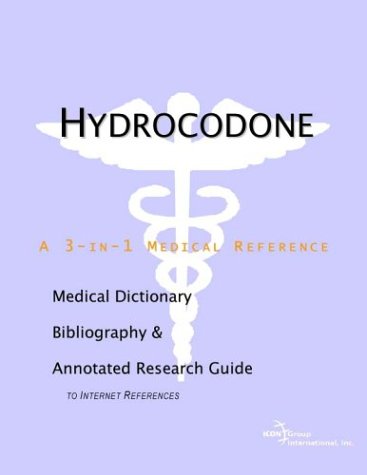 HYDROCODONE
A 3-IN-1 MEDICAL REFERENCE
Medical Dictionary
Bibliography &
Annotated Research Guide
TO INTERNET REFERENCES
ICON Group
International, Inc.